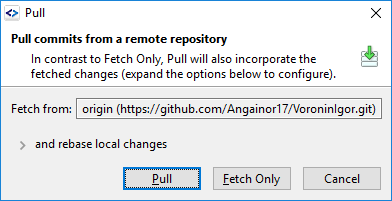 Pull
Pull commits from a remote repository
In contrast to Fetch Only, Pull will also incorporate the
fetched changes (expand the options below to configure).
Fetch from: origin (https://github.com/Angainor17/VoroninIgor.git)
and rebase local changes
Pull Fetch Only Cancel